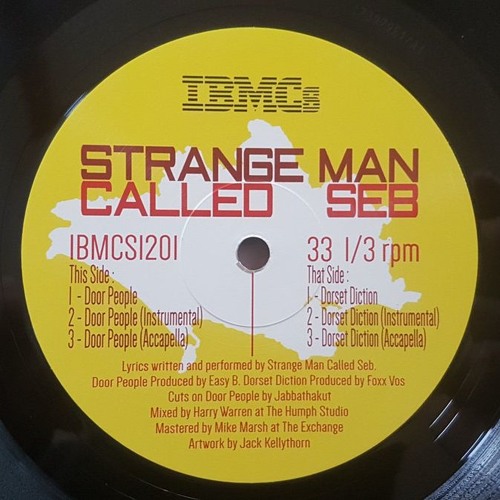 IBMCs
STRANGE MAN
CALLED SEB
IBMCS1201
33 1/3 rpm
This Side :
1 - Door People
2 - Door People (Instrumental)
3 - Door People (Accapella)
That Side :
1 - Dorset Diction
2 - Dorset Diction (Instrumental)
3 - Dorset Diction (Accapella)
Lyrics written and performed by Strange Man Called Seb.
Door People Produced by Easy B. Dorset Diction Produced by Foxx Vos
Cuts on Door People by Jabbathakut
Mixed by Harry Warren at The Humph Studio
Mastered by Mike Marsh at The Exchange
Artwork by Jack Kellythorn